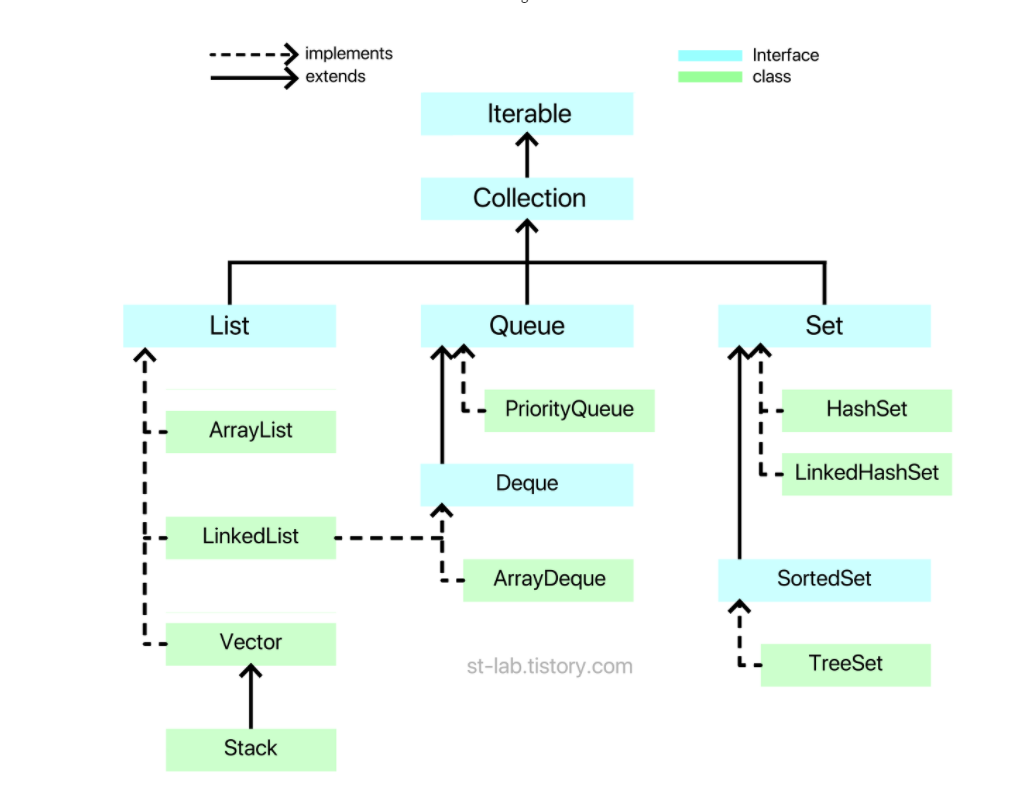 implements
extends
Interface
class
Iterable
Collection
List
Queue
Set
ArrayList
PriorityQueue
HashSet
LinkedHashSet
Deque
LinkedList
ArrayDeque
SortedSet
Vector
st-lab.tistory.com
TreeSet
Stack